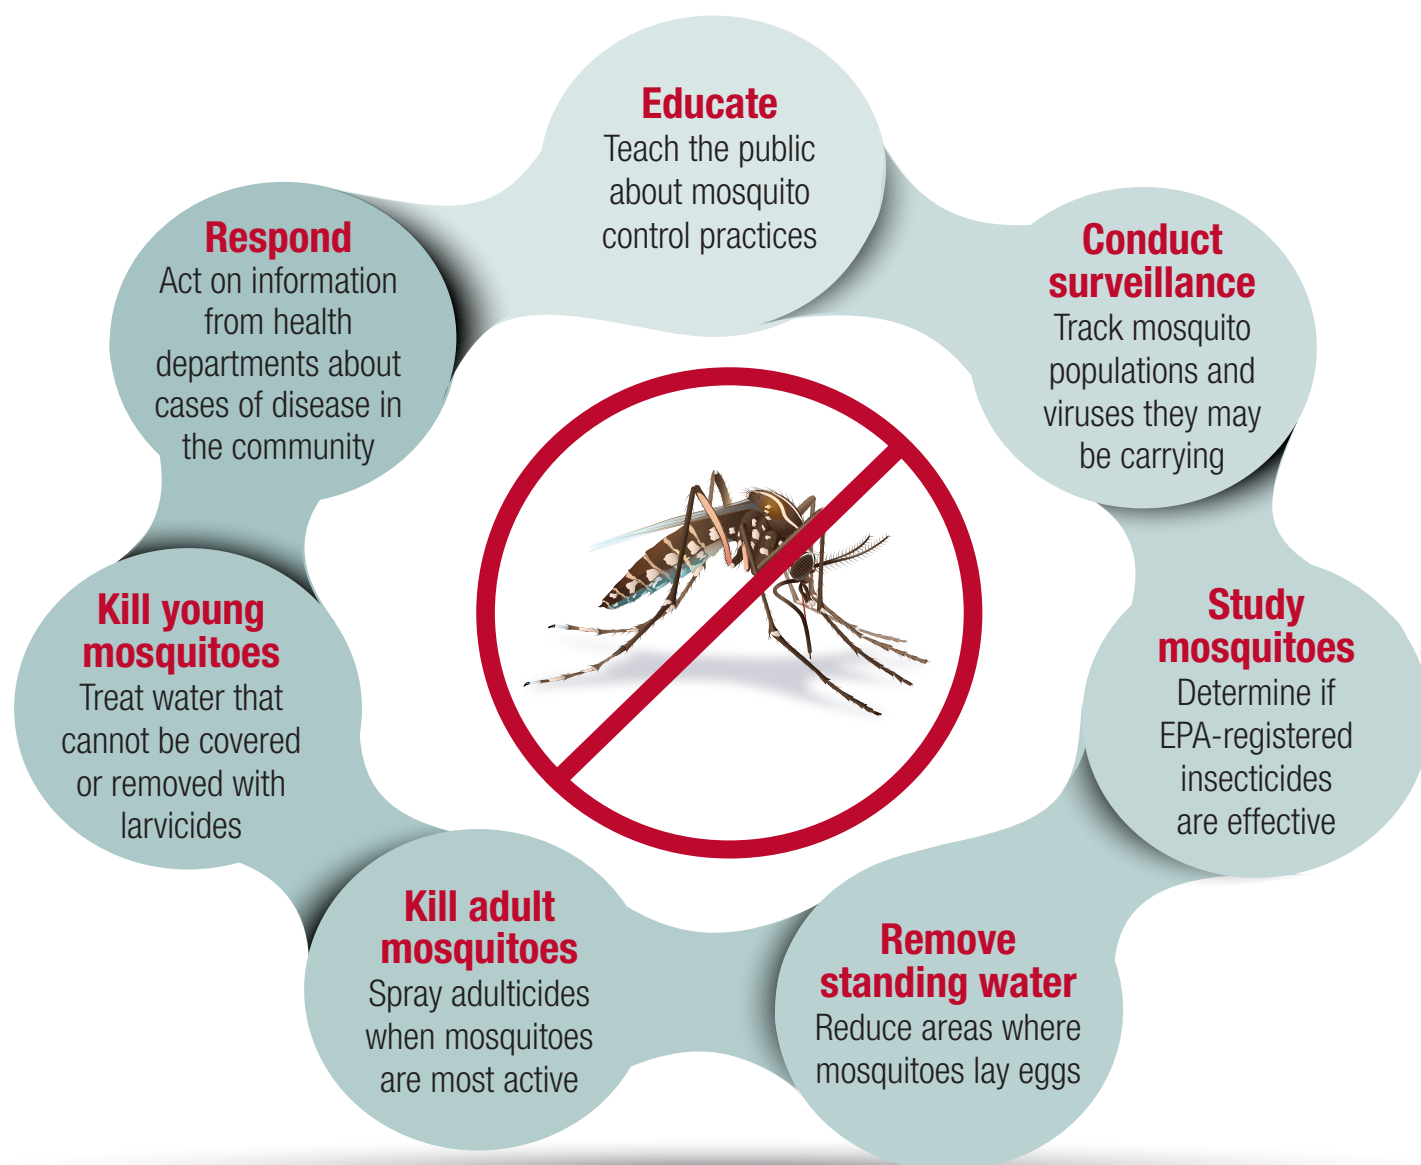 Educate
Teach the public
about mosquito
control practices
Conduct
surveillance
Track mosquito
populations and
viruses they may
be carrying
Study
mosquitoes
Determine if
EPA-registered
insecticides
are effective
Remove
standing water
Reduce areas where
mosquitoes lay eggs
Kill adult
mosquitoes
Spray adulticides
when mosquitoes
are most active
Kill young
mosquitoes
Treat water that
cannot be covered
or removed with
larvicides
Respond
Act on information
from health
departments about
cases of disease in
the community